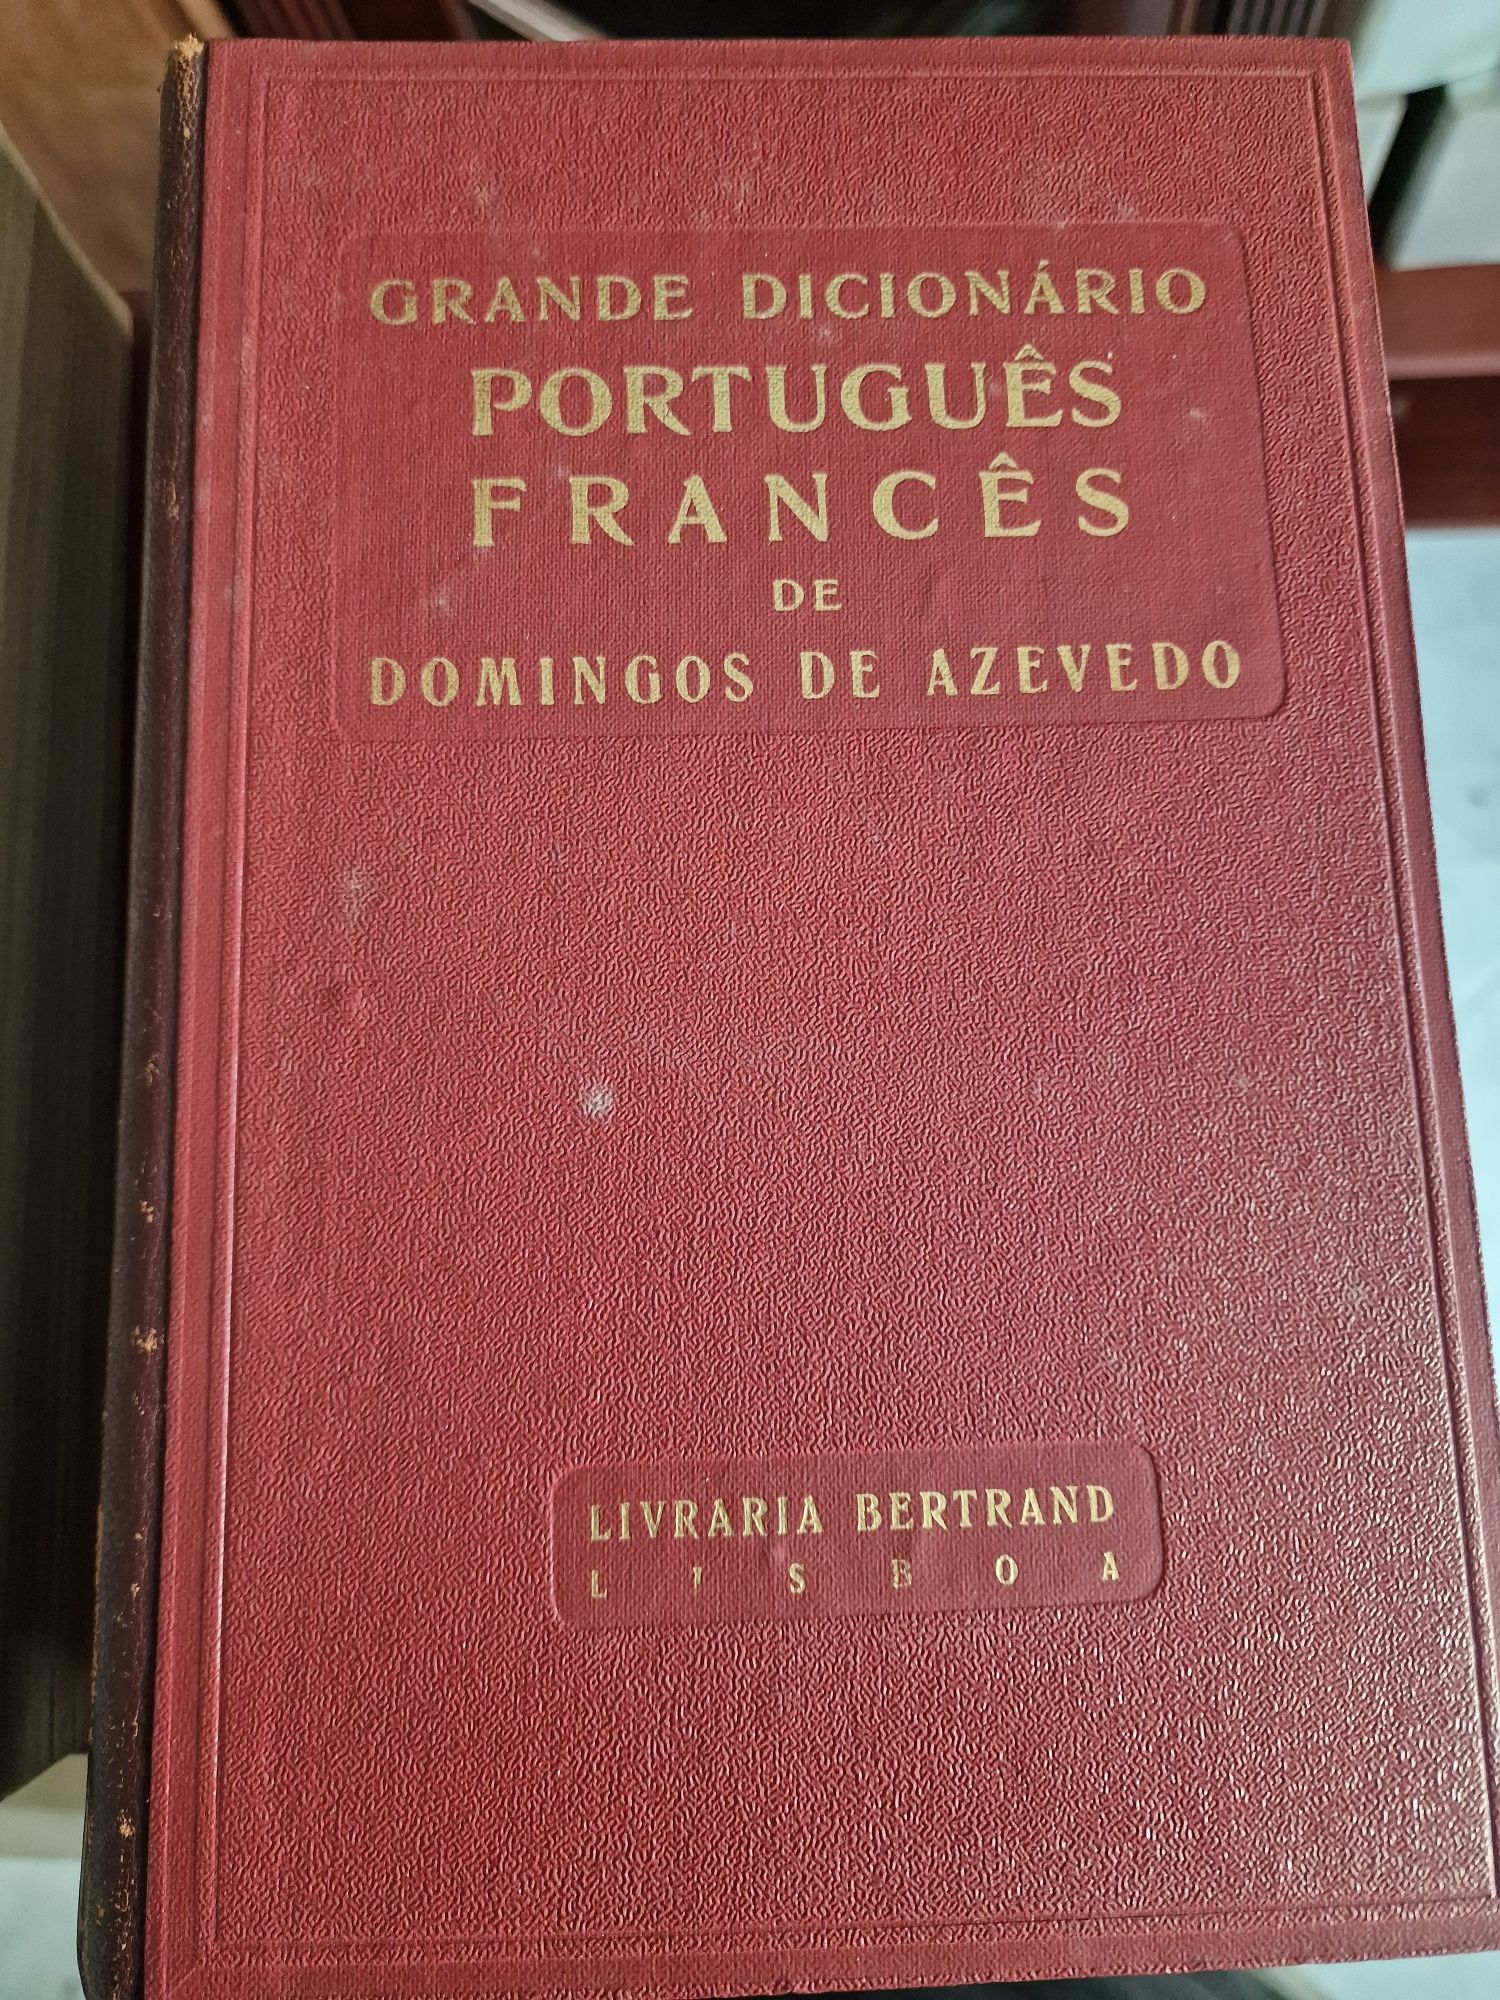 GRANDE DICIONÁRIO
PORTUGUÊS
FRANCÊS
DE
DOMINGOS DE AZEVEDO
LIVRARIA BERTRAND
LISBOA